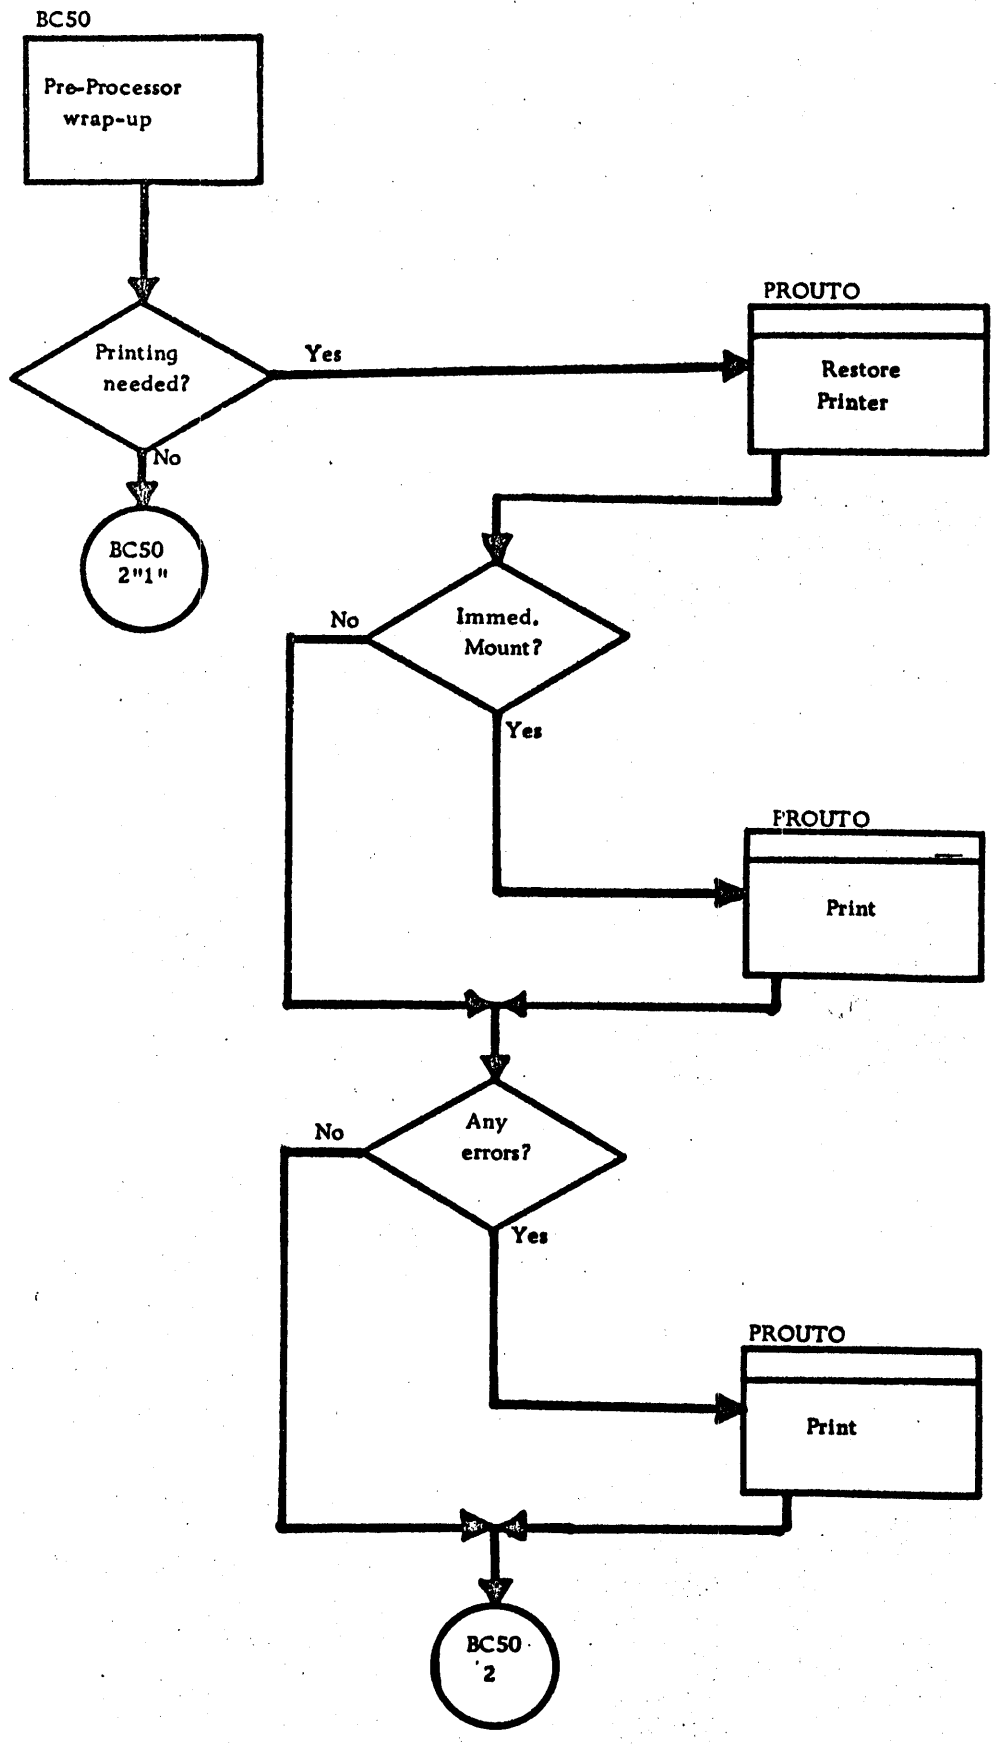 BC50
Pre-Processor
wrap-up
PROUTO
Printing
needed?
Yes
Restore
Printer
No
BC50
2"1"
Immed.
Mount?
No
Yes
PROUTO
Print
Any
errors?
No
Yes
PROUTO
Print
BC50
2